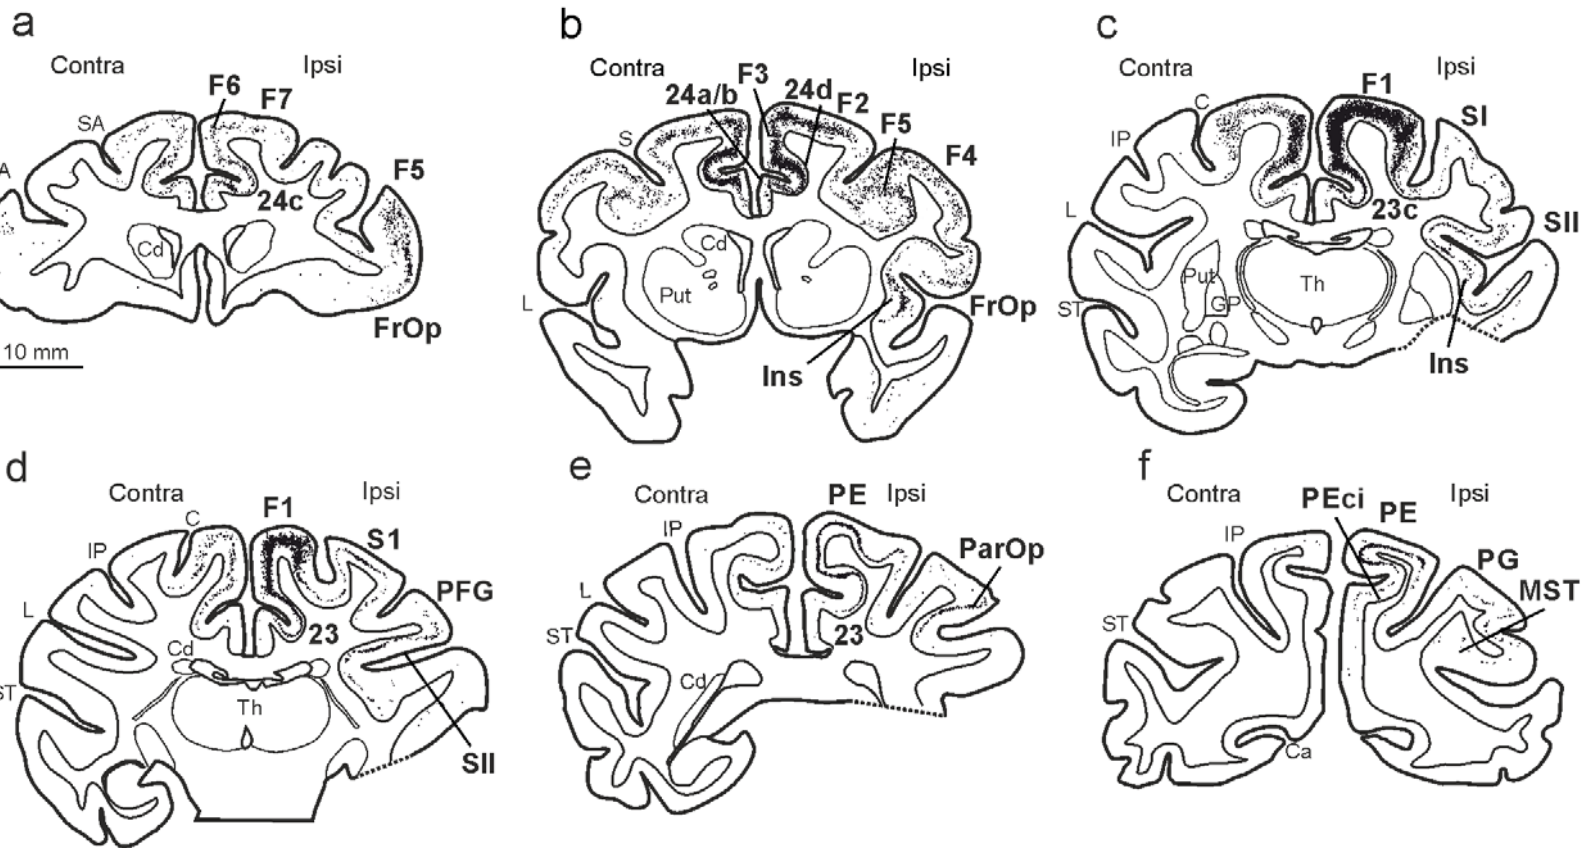 a
Contra
Ipsi
F6
F7
SA
A
F5
24c
Cd
FrOp
10 mm
b
Contra
Ipsi
F3
24a/b
24d
F2
S
F5
F4
Cd
Put
L
FrOp
Ins
c
Contra
Ipsi
F1
C
SI
IP
L
23c
SII
Put
Th
GP
ST
Ins
d
Contra
Ipsi
F1
C
IP
S1
PFG
L
23
Cd
ST
Th
SII
e
Contra
PE
Ipsi
IP
ParOp
L
ST
23
Cd
f
Contra
PEci
Ipsi
PE
IP
PG
MST
ST
Ca